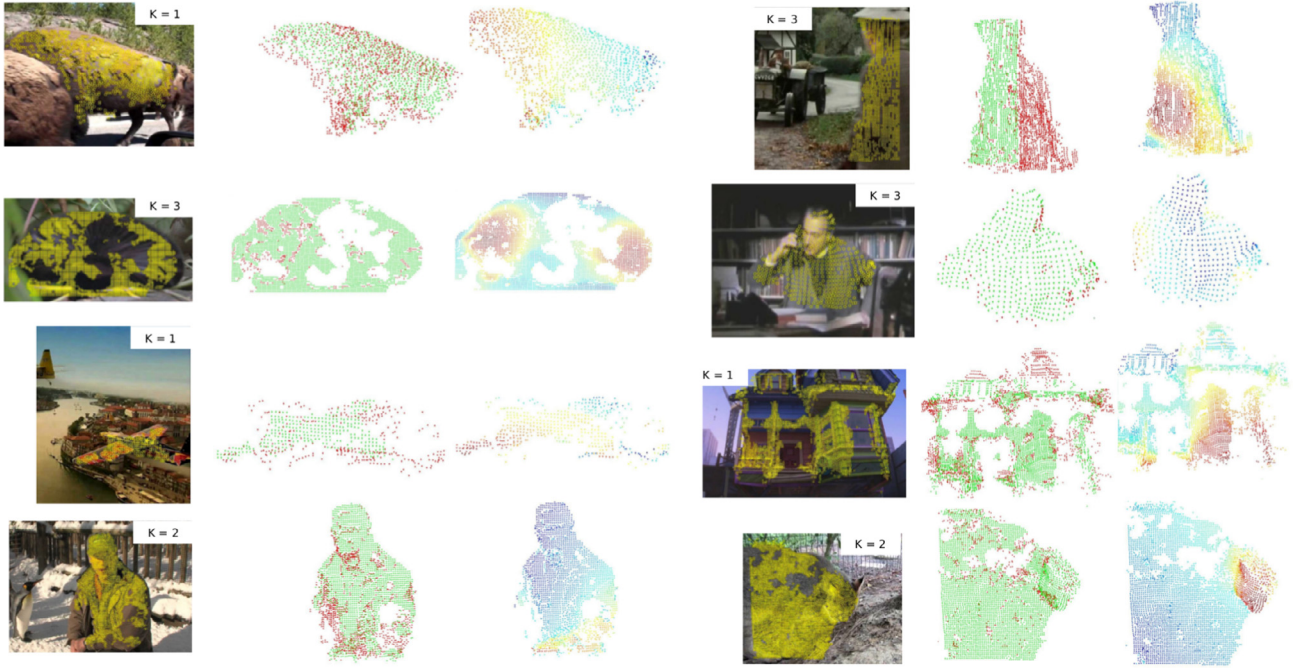 K = 1
K = 3
K = 1
K = 2
K = 3
K = 3
K = 1
K = 2